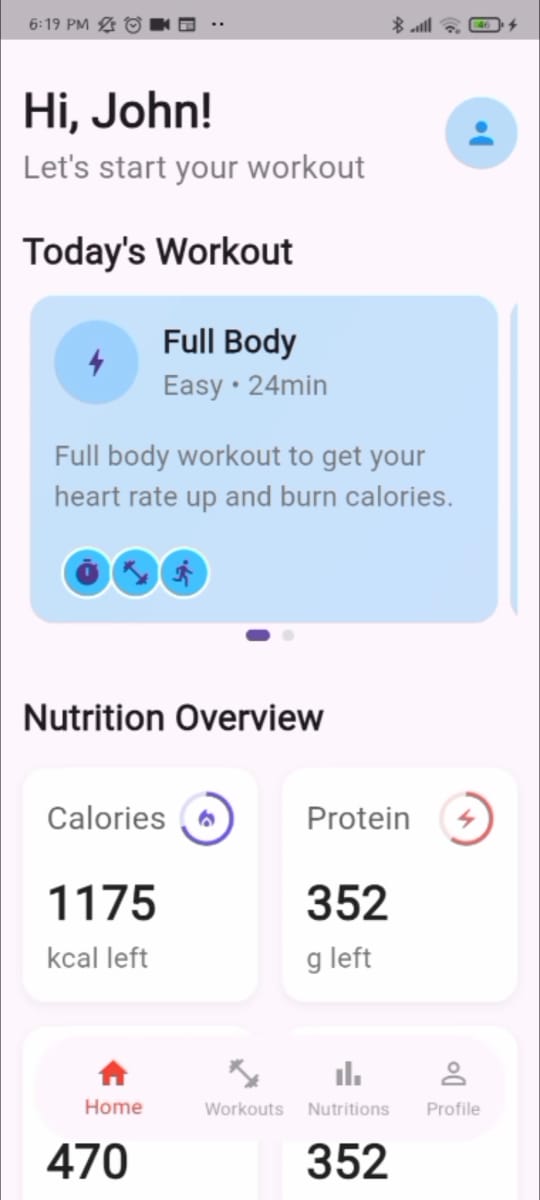 6:19 PM
46
Hi, John!
Let's start your workout
Today's Workout
Full Body
Easy • 24min
Full body workout to get your
heart rate up and burn calories.
Nutrition Overview
Calories
Protein
1175
352
kcal left
g left
Home
Workouts
Nutritions
Profile
470
352